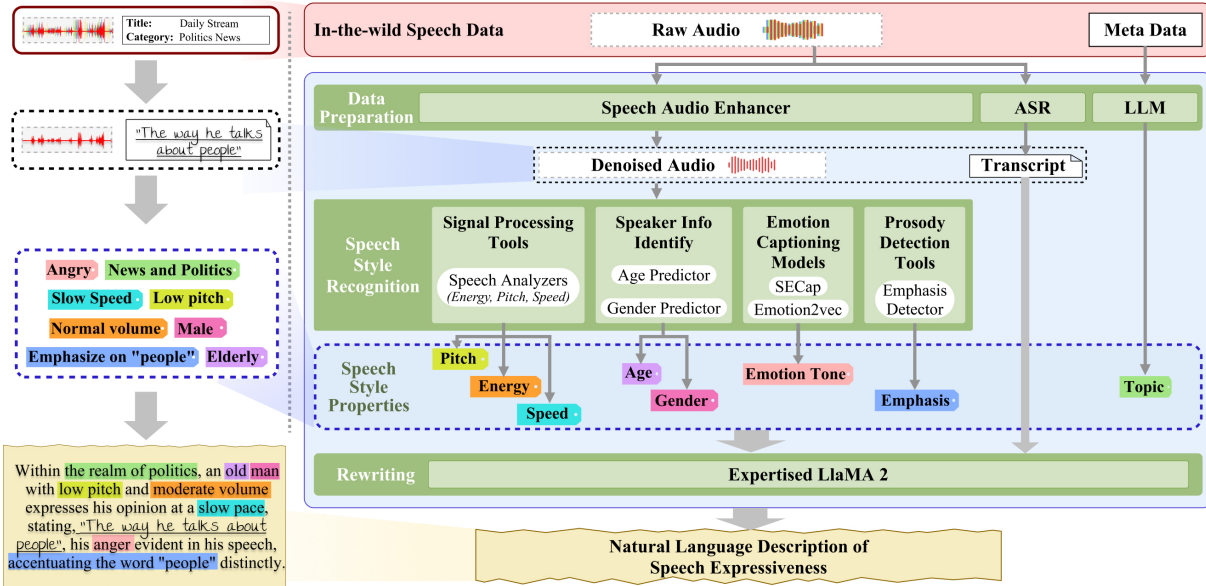 Title: Daily Stream
Category: Politics News
"The way he talks
about people"
Angry
News and Politics
Slow Speed
Low pitch
Normal volume
Male
Emphasize on "people"
Elderly
Within the realm of politics, an old man
with low pitch and moderate volume
expresses his opinion at a slow pace,
stating, "The way he talks about
people", his anger evident in his speech,
accentuating the word "people" distinctly.
In-the-wild Speech Data
Raw Audio
Meta Data
Data
Preparation
Speech Audio Enhancer
ASR
LLM
Denoised Audio
Transcript
Speech
Style
Recognition
Signal Processing
Tools
Speech Analyzers
(Energy, Pitch, Speed)
Speaker Info
Identify
Age Predictor
Gender Predictor
Emotion
Captioning
Models
SECap
Emotion2vec
Prosody
Detection
Tools
Emphasis
Detector
Speech
Style
Properties
Pitch
Energy
Speed
Age
Gender
Emotion Tone
Emphasis
Topic
Rewriting
Expertised LlaMA 2
Natural Language Description of
Speech Expressiveness